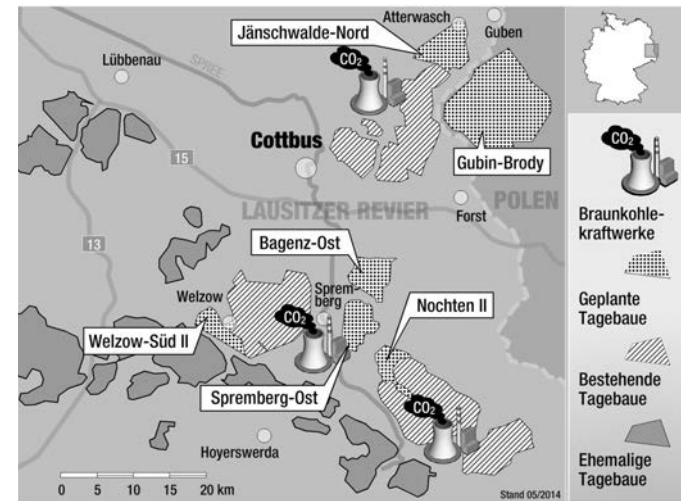 Jänschwalde-Nord
Atterwasch
Guben
Lübbenau
SPREE
CO₂
Cottbus
Gubin-Brody
15
LAUSITZER REVIER
POLEN
Forst
13
Bagenz-Ost
Welzow
Sprem-
berg
Nochten II
CO₂
Welzow-Süd II
Spremberg-Ost
CO₂
Hoyerswerda
0 5 10 15 20 km
Stand 05/2014
CO₂
Braunkohle-
kraftwerke
Geplante
Tagebaue
Bestehende
Tagebaue
Ehemalige
Tagebaue